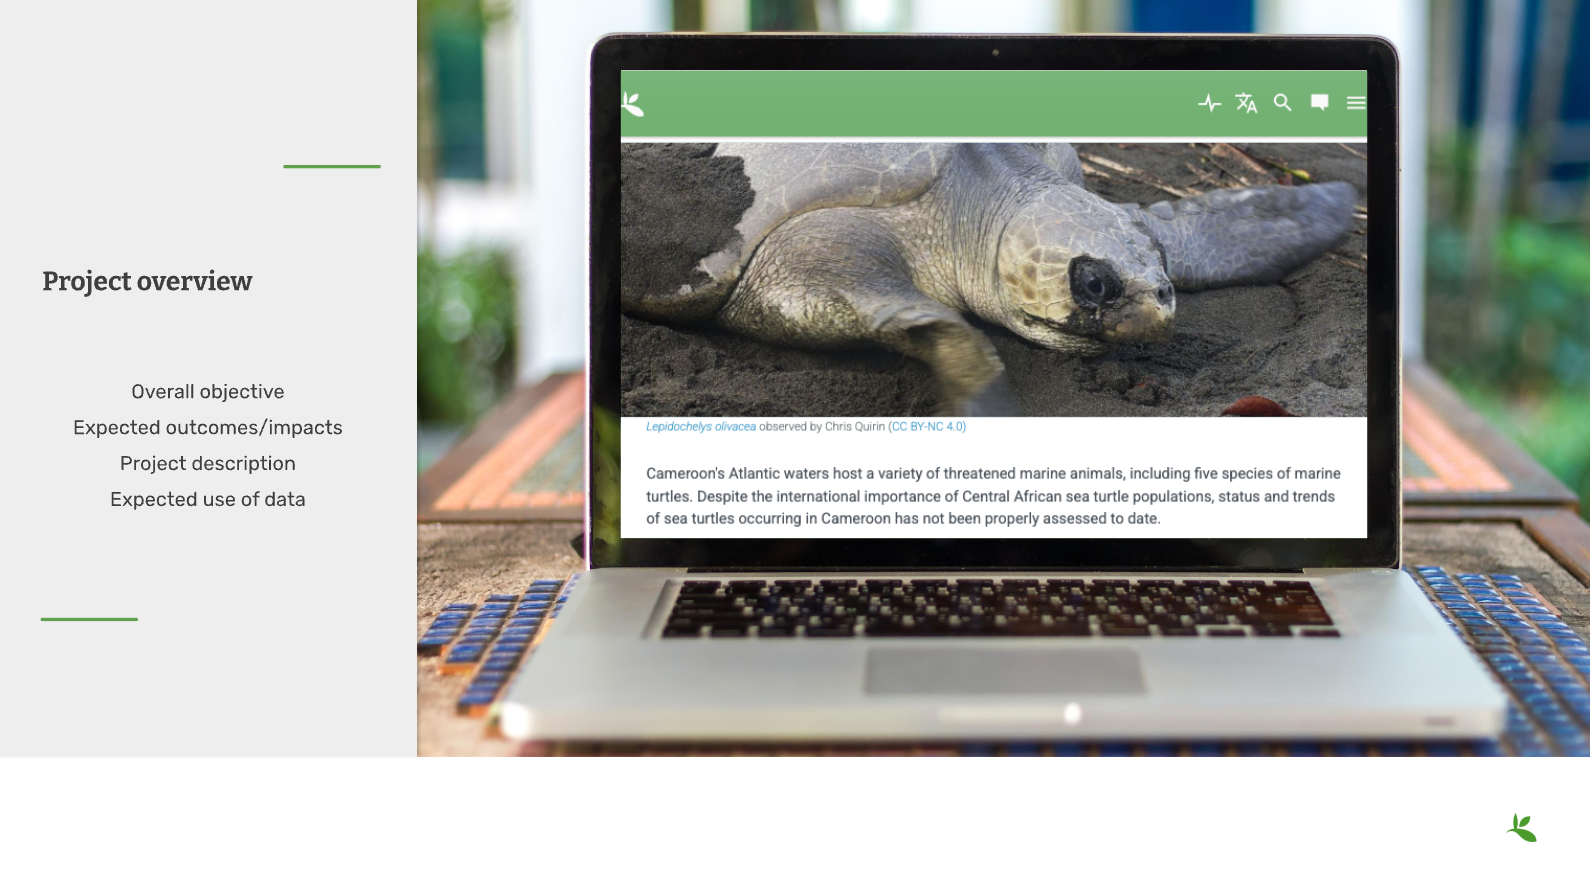 Project overview
Overall objective
Expected outcomes/impacts
Project description
Expected use of data
Lepidochelys olivacea observed by Chris Quirin (CC BY-NC 4.0)
Cameroon's Atlantic waters host a variety of threatened marine animals, including five species of marine
turtles. Despite the international importance of Central African sea turtle populations, status and trends
of sea turtles occurring in Cameroon has not been properly assessed to date.